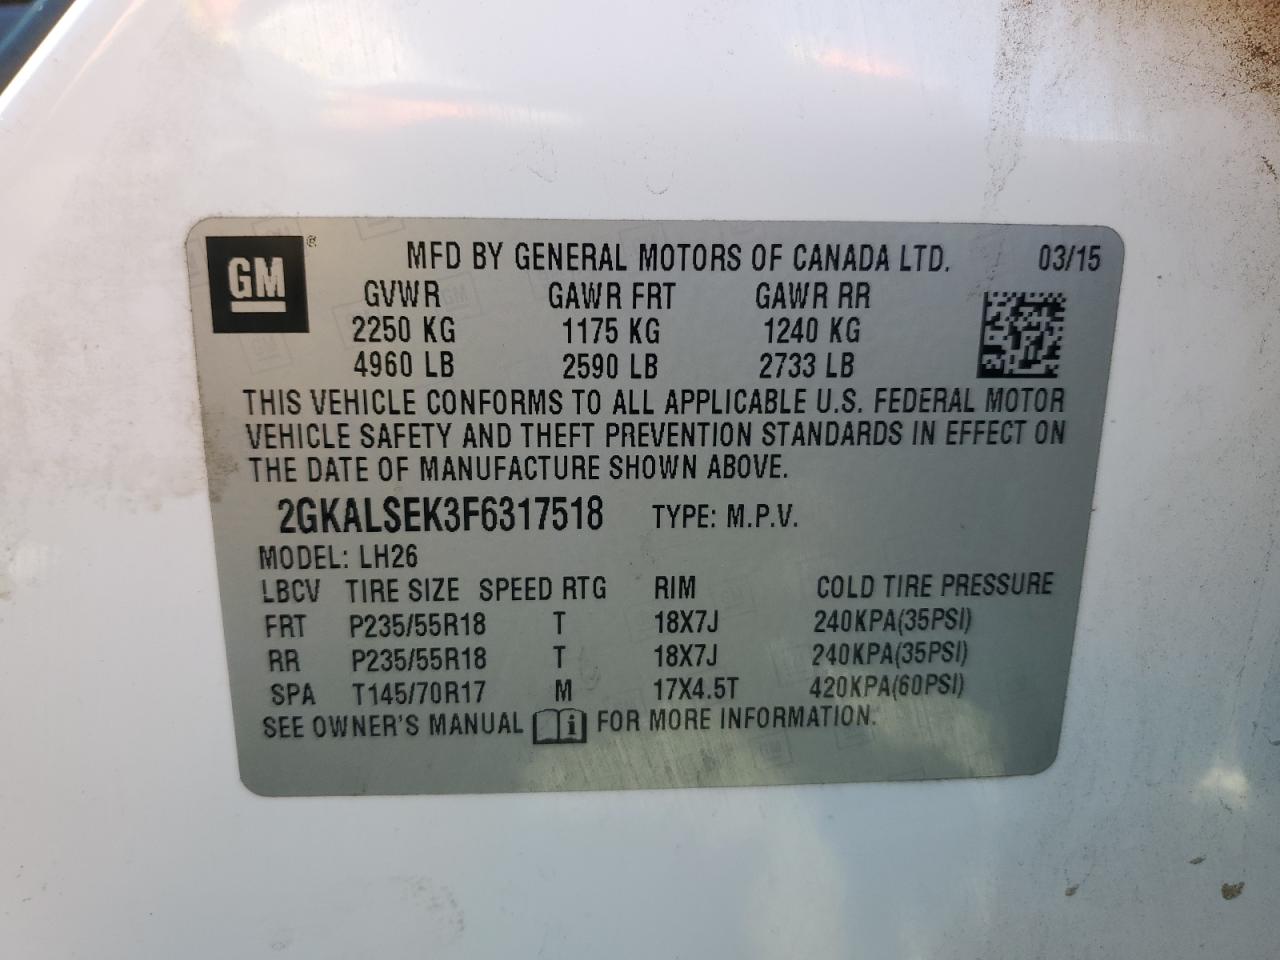 GM® MFD BY GENERAL MOTORS OF CANADA LTD. 03/15
GVWR GAWR FRT GAWR RR
2250 KG 1175 KG 1240 KG
4960 LB 2590 LB 2733 LB
THIS VEHICLE CONFORMS TO ALL APPLICABLE U.S. FEDERAL MOTOR
VEHICLE SAFETY AND THEFT PREVENTION STANDARDS IN EFFECT ON
THE DATE OF MANUFACTURE SHOWN ABOVE.
2GKALSEK3F6317518 TYPE: M.P.V.
MODEL: LH26
LBCV TIRE SIZE SPEED RTG RIM COLD TIRE PRESSURE
FRT P235/55R18 T 18X7J 240KPA(35PSI)
RR P235/55R18 T 18X7J 240KPA(35PSI)
SPA T145/70R17 M 17X4.5T 420KPA(60PSI)
SEE OWNER'S MANUAL i FOR MORE INFORMATION.